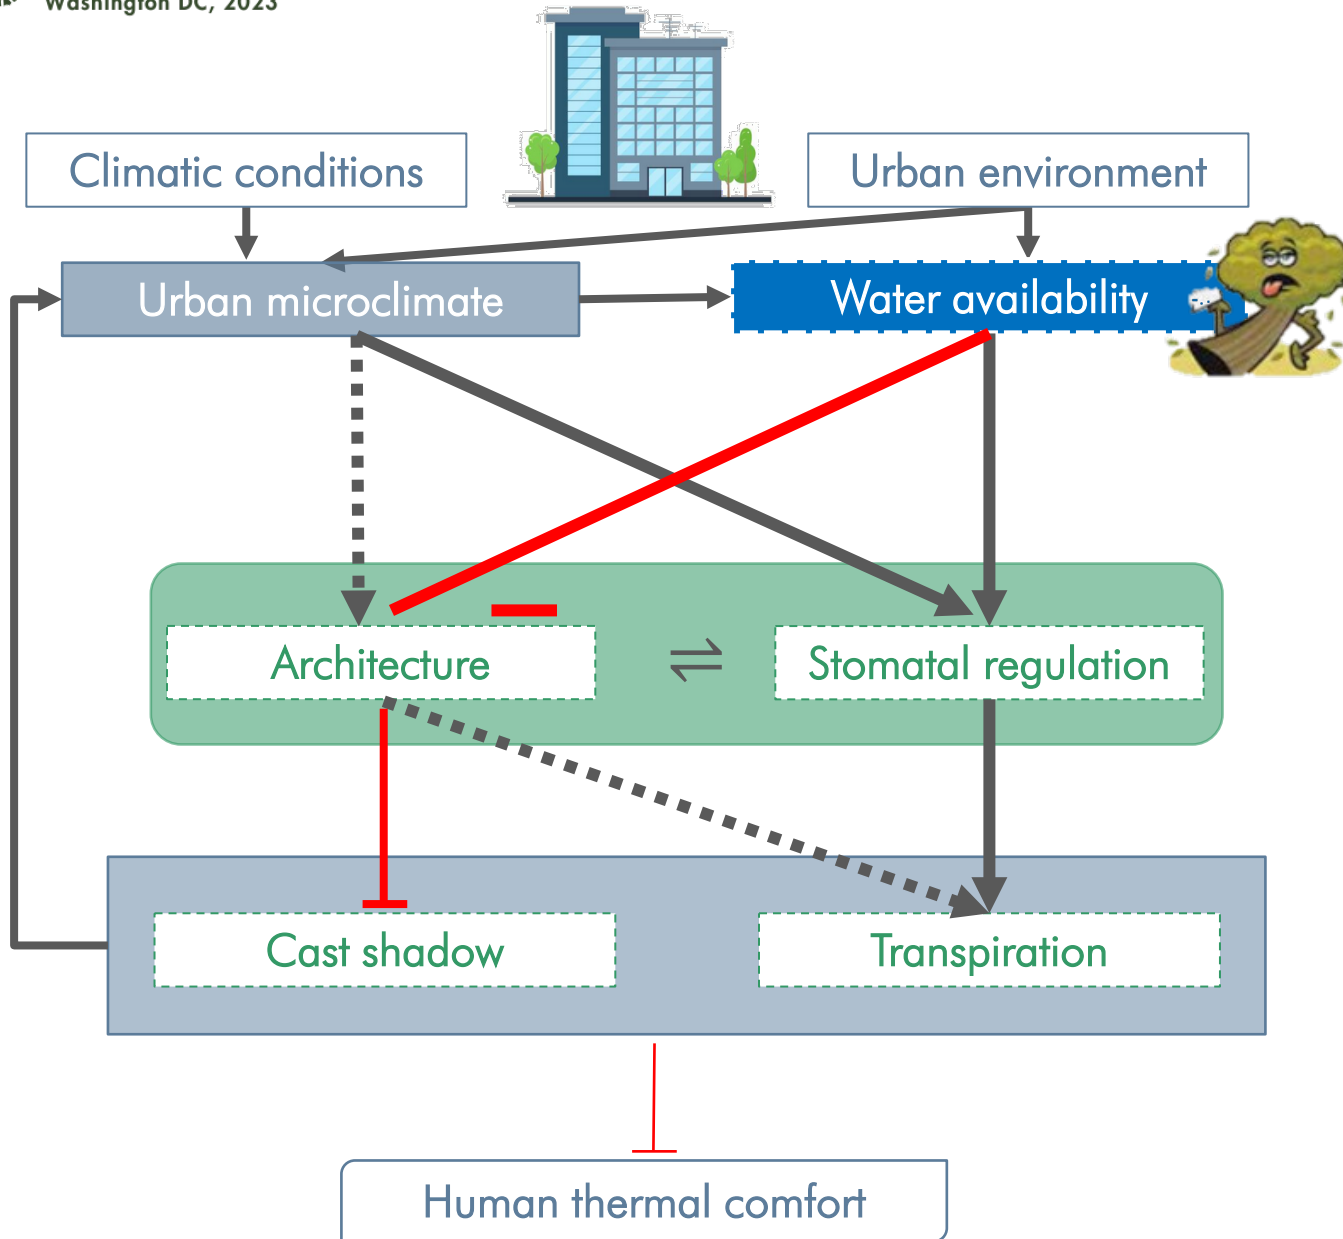 Washington DC, 2023
Climatic conditions
Urban environment
Urban microclimate
Water availability
Architecture
⇌
Stomatal regulation
Cast shadow
Transpiration
Human thermal comfort